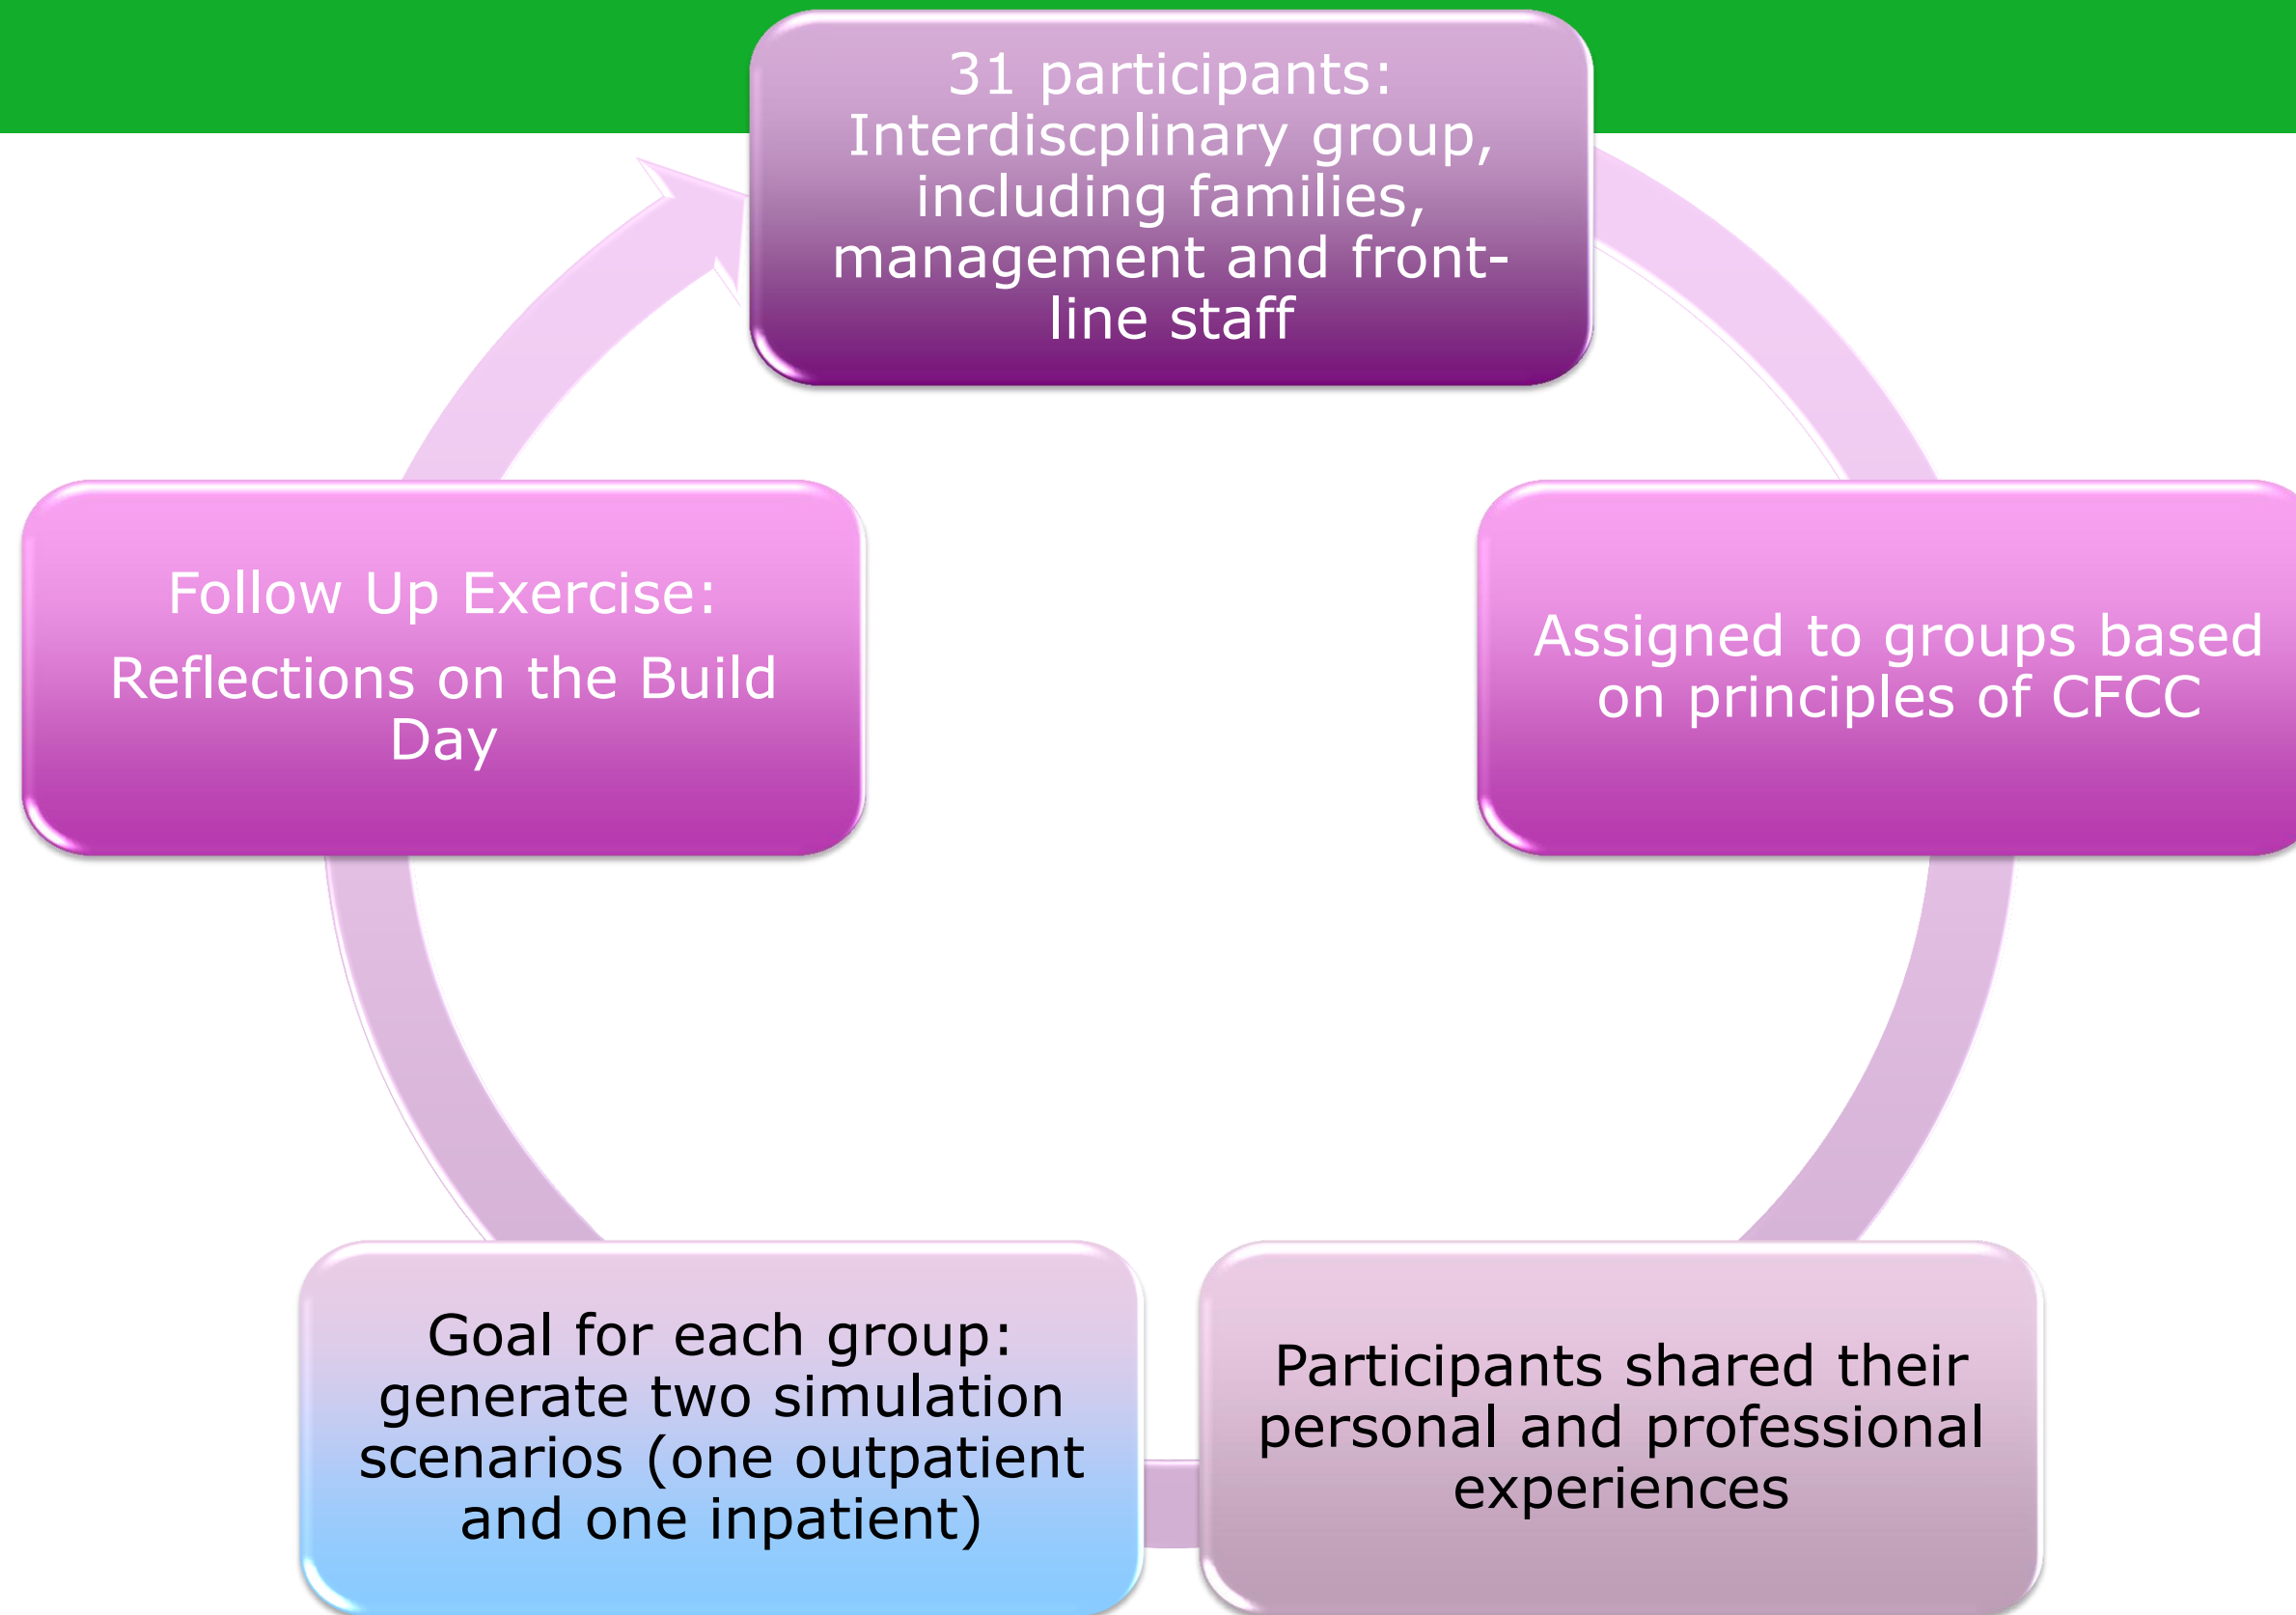 31 participants:
Interdiscplinary group,
including families,
management and front-
line staff
Assigned to groups based
on principles of CFCC
Participants shared their
personal and professional
experiences
Goal for each group:
generate two simulation
scenarios (one outpatient
and one inpatient)
Follow Up Exercise:
Reflections on the Build
Day